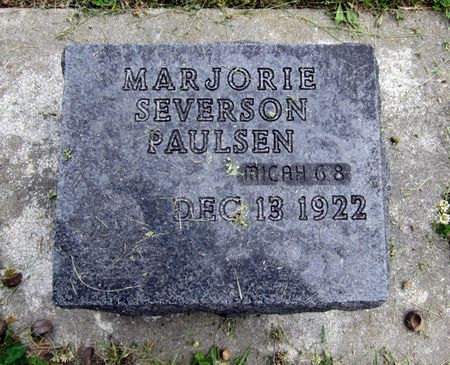 MARJORIE
SEVERSON
PAULSEN
MICAH 6 8
DEC 13 1922